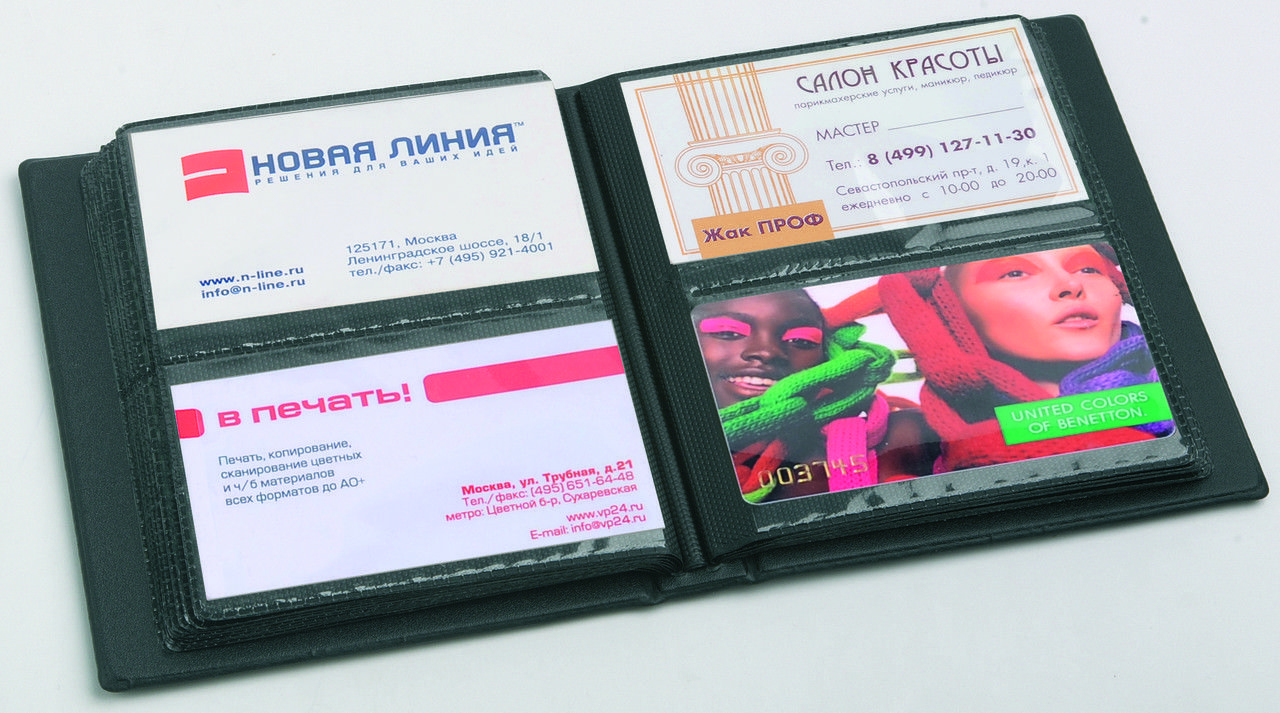 НОВАЯ ЛИНИЯ™
РЕШЕНИЯ ДЛЯ ВАШИХ ИДЕЙ
125171, Москва
Ленинградское шоссе, 18/1
тел./факс: +7 (495) 921-4001
www.n-line.ru
info@n-line.ru
в печать!
Печать, копирование,
сканирование цветных
и ч/б материалов
всех форматов до АО+
Москва, ул. Трубная, д.21
Тел./факс: (495) 651-64-48
метро: Цветной б-р, Сухаревская
www.vp24.ru
E-mail: info@vp24.ru
САЛОН КРАСОТЫ
парикмахерские услуги, маникюр, педикюр
МАСТЕР
Тел.: 8 (499) 127-11-30
Севастопольский пр-т, д. 19, к. 1
ежедневно с 10-00 до 20-00
Жак ПРОФ
UNITED COLORS
OF BENETTON.
003745